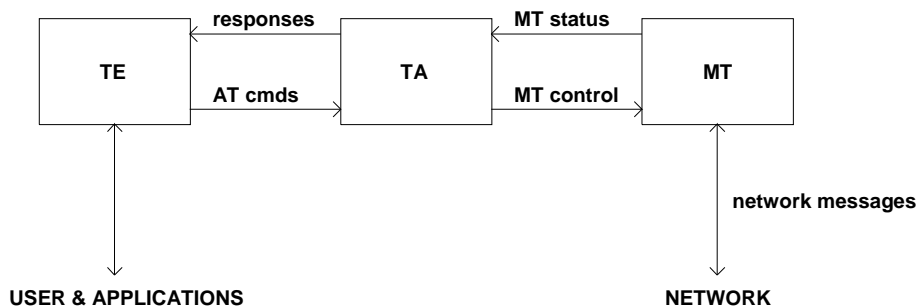 responses
MT status
TE
TA
MT
AT cmds
MT control
network messages
USER & APPLICATIONS
NETWORK